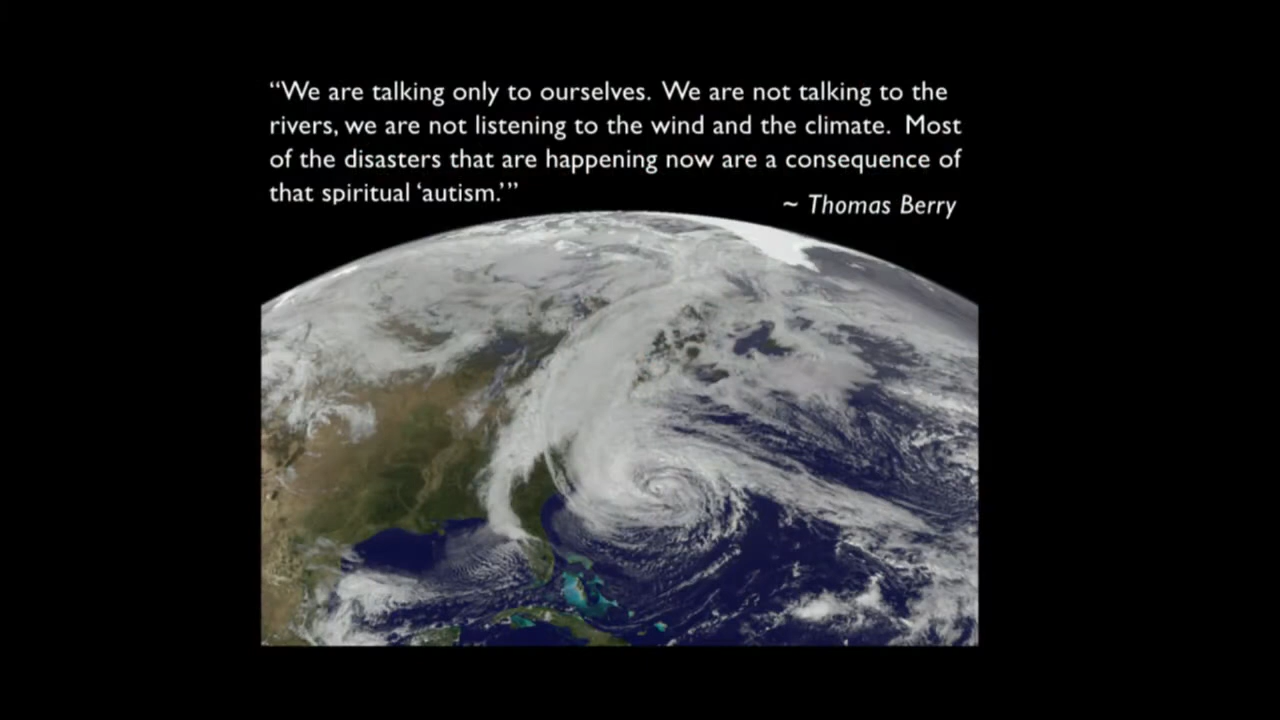 “We are talking only to ourselves. We are not talking to the
rivers, we are not listening to the wind and the climate. Most
of the disasters that are happening now are a consequence of
that spiritual ‘autism.’”
~ Thomas Berry